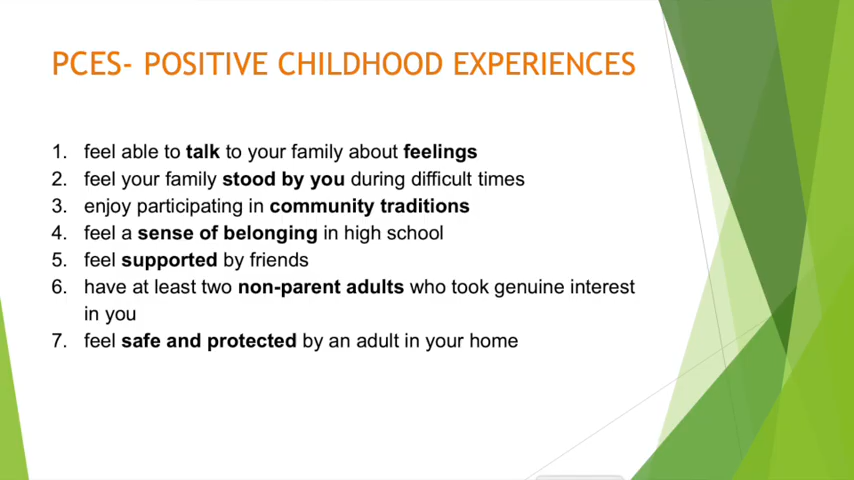 PCES- POSITIVE CHILDHOOD EXPERIENCES
1. feel able to talk to your family about feelings
2. feel your family stood by you during difficult times
3. enjoy participating in community traditions
4. feel a sense of belonging in high school
5. feel supported by friends
6. have at least two non-parent adults who took genuine interest
in you
7. feel safe and protected by an adult in your home